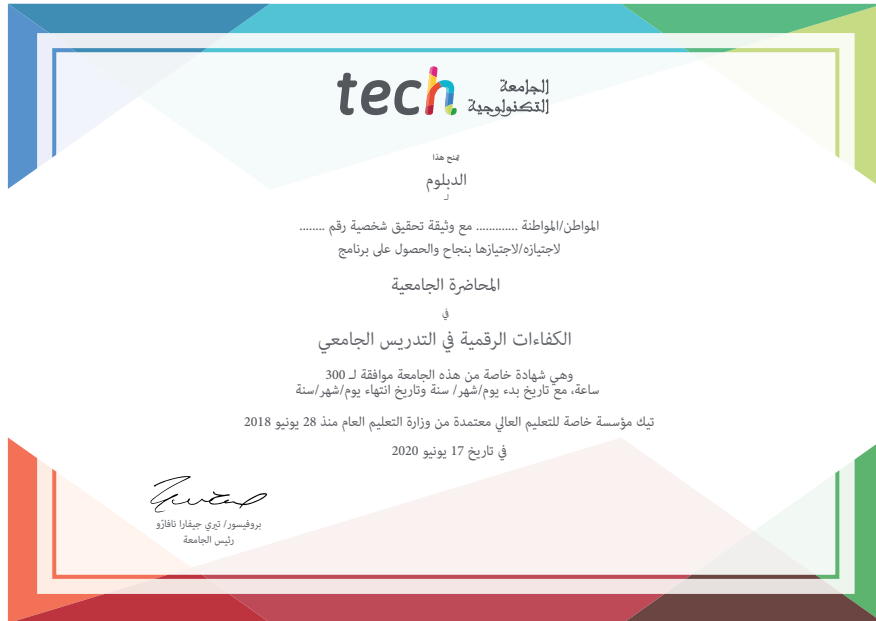 tech الجامعة
التكنولوجية
يمنح هذا
الدبلوم
لـ
المواطن/المواطنة ............. مع وثيقة تحقيق شخصية رقم ........
لاجتيازه/لاجتيازها بنجاح والحصول على برنامج
المحاضرة الجامعية
في
الكفاءات الرقمية في التدريس الجامعي
وهي شهادة خاصة من هذه الجامعة موافقة لـ 300
ساعة، مع تاريخ بدء يوم/شهر/ سنة وتاريخ انتهاء يوم/شهر/سنة
تيك مؤسسة خاصة للتعليم العالي معتمدة من وزارة التعليم العام منذ 28 يونيو 2018
في تاريخ 17 يونيو 2020
بروفيسور/ تيري جيفارا نافارّو
رئيس الجامعة